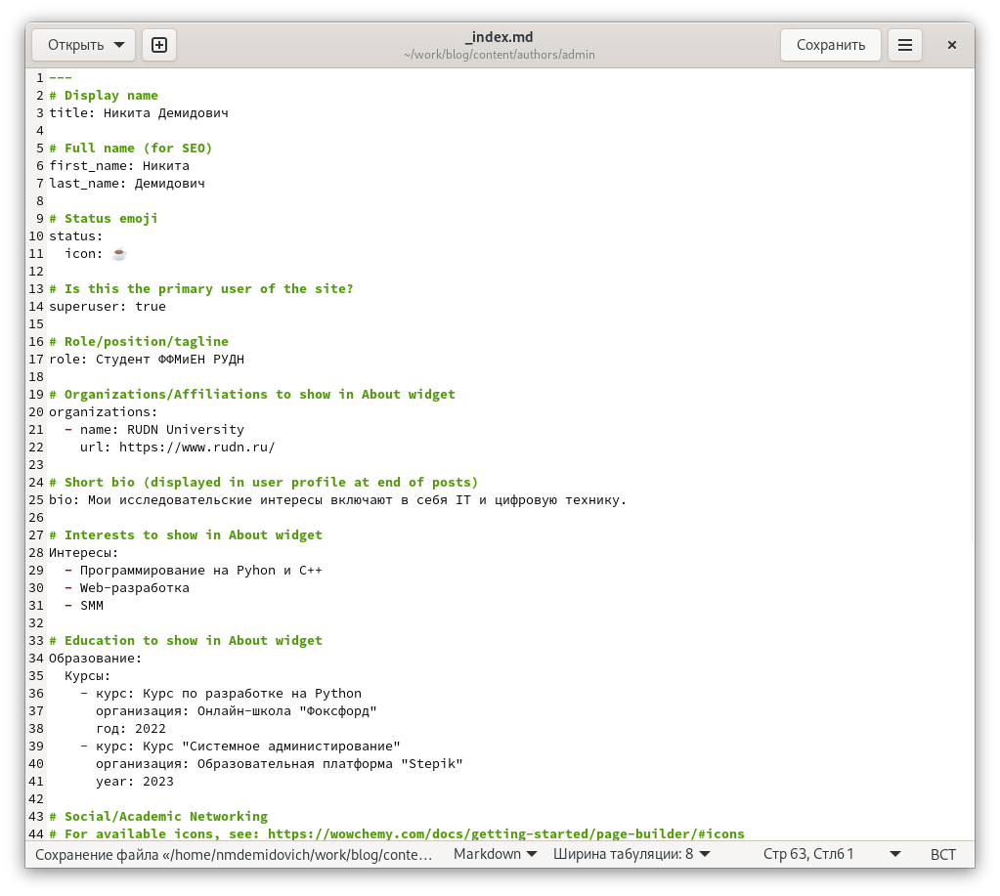 Открыть
_index.md
~/work/blog/content/authors/admin
Сохранить
1 ---
2 # Display name
3 title: Никита Демидович
4
5 # Full name (for SEO)
6 first_name: Никита
7 last_name: Демидович
8
9 # Status emoji
10 status:
11   icon: ☕
12
13 # Is this the primary user of the site?
14 superuser: true
15
16 # Role/position/tagline
17 role: Студент ФФМиЕН РУДН
18
19 # Organizations/Affiliations to show in About widget
20 organizations:
21   - name: RUDN University
22     url: https://www.rudn.ru/
23
24 # Short bio (displayed in user profile at end of posts)
25 bio: Мои исследовательские интересы включают в себя IT и цифровую технику.
26
27 # Interests to show in About widget
28 Интересы:
29   - Программирование на Pyhon и C++
30   - Web-разработка
31   - SMM
32
33 # Education to show in About widget
34 Образование:
35   Курсы:
36     - курс: Курс по разработке на Python
37       организация: Онлайн-школа "Фоксфорд"
38       год: 2022
39     - курс: Курс "Системное администирование"
40       организация: Образовательная платформа "Stepik"
41       year: 2023
42
43 # Social/Academic Networking
44 # For available icons, see: https://wowchemy.com/docs/getting-started/page-builder/#icons
Сохранение файла «/home/nmdemidovich/work/blog/conte… Markdown Ширина табуляции: 8 Стр 63, Стлб 1 ВСТ